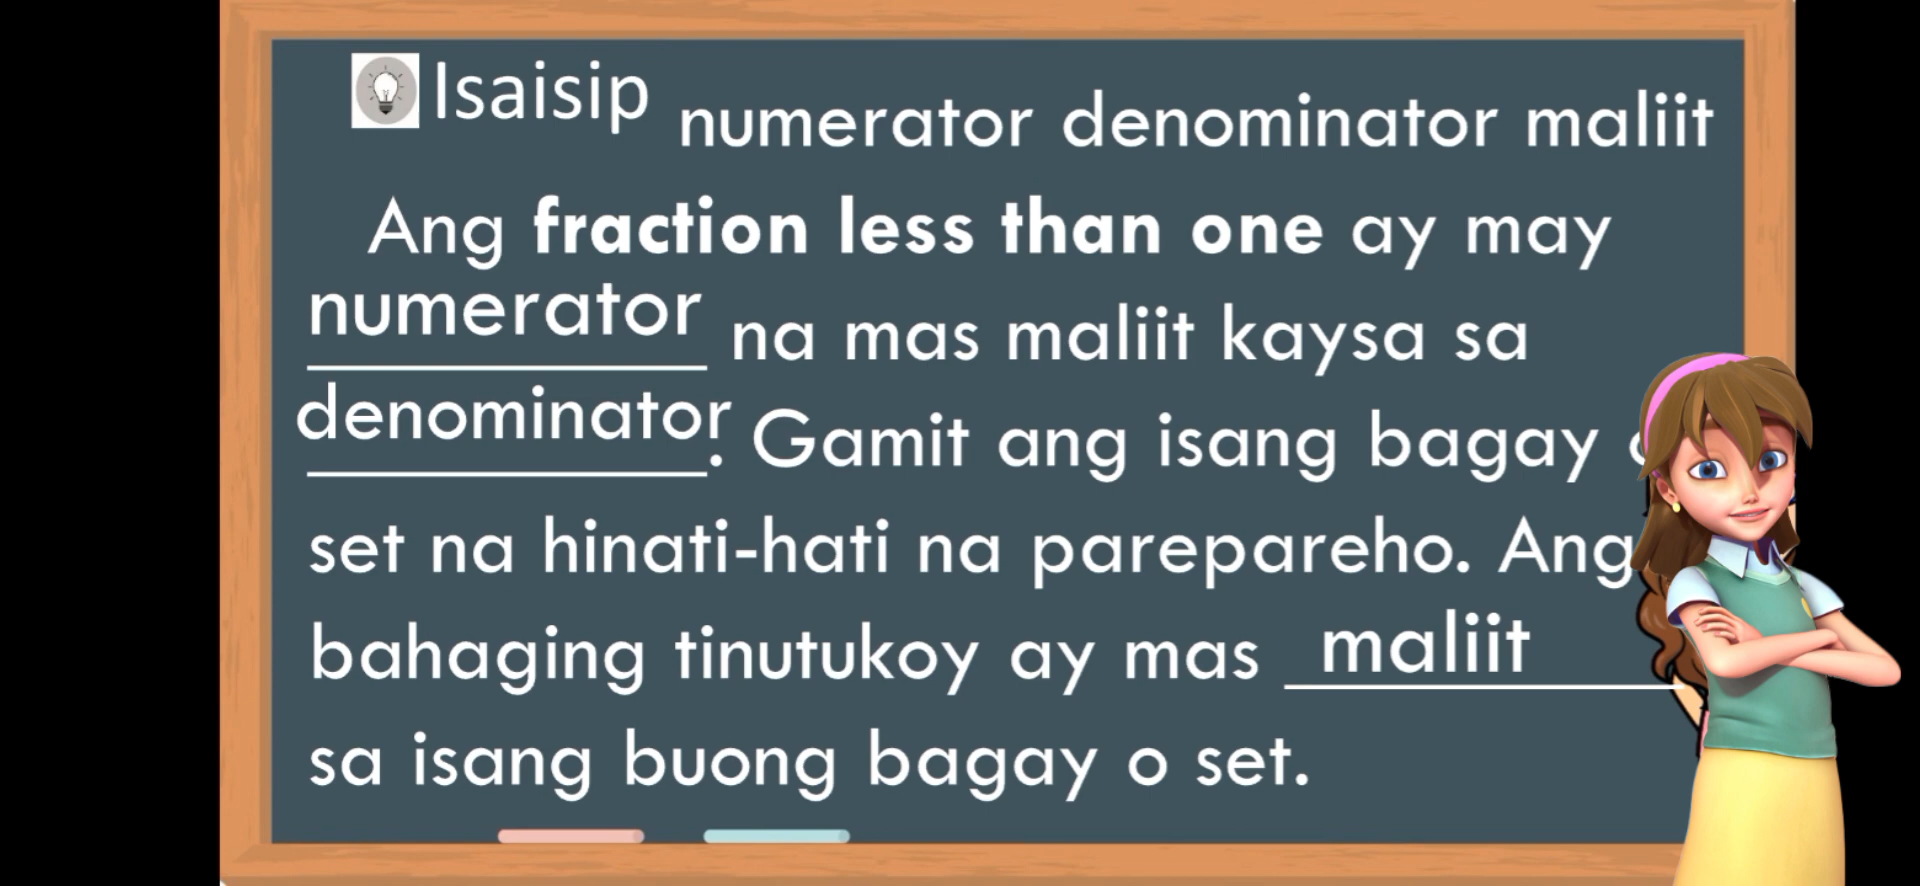 Isaisip
numerator denominator maliit
Ang fraction less than one ay may
numerator na mas maliit kaysa sa
denominator. Gamit ang isang bagay
set na hinati-hati na parepareho. Ang
bahaging tinutukoy ay mas maliit
sa isang buong bagay o set.